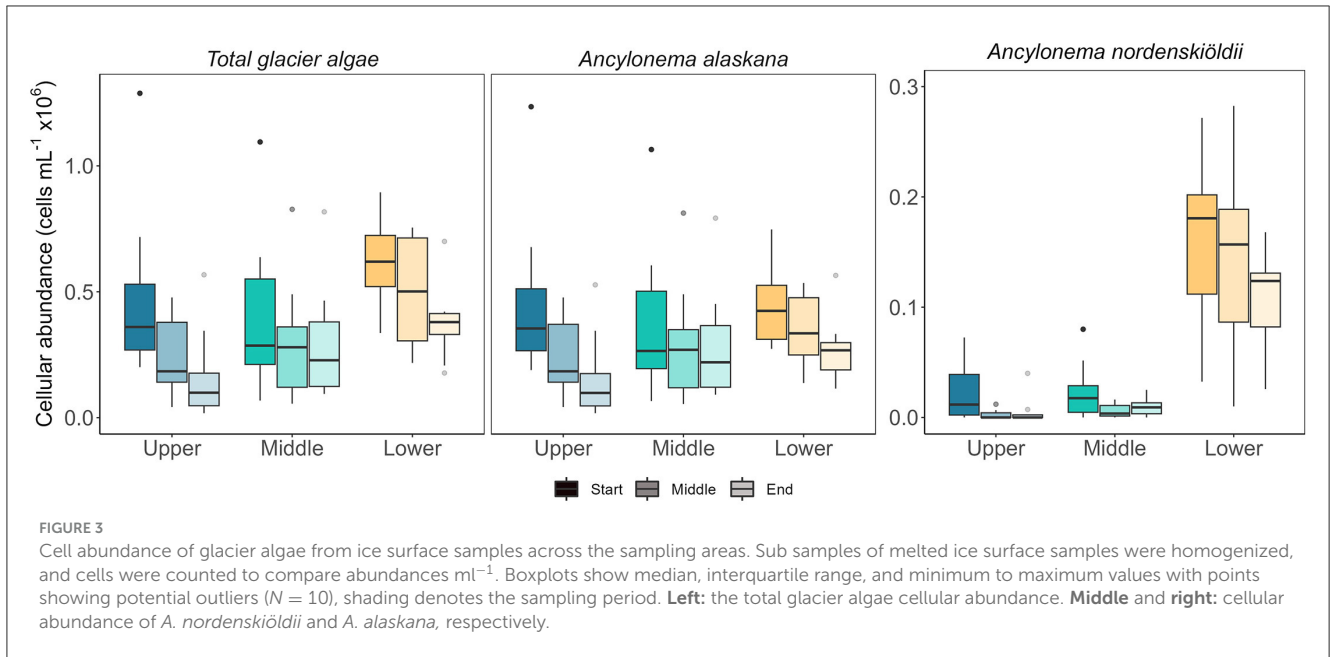 Total glacier algae
Ancylonema alaskana
Ancylonema nordenskiöldii
Cellular abundance (cells mL⁻¹ x10⁶)
1.0
0.5
0.0
0.3
0.2
0.1
0.0
Upper Middle Lower
Upper Middle Lower
Upper Middle Lower
Start Middle End
FIGURE 3
Cell abundance of glacier algae from ice surface samples across the sampling areas. Sub samples of melted ice surface samples were homogenized,
and cells were counted to compare abundances ml⁻¹. Boxplots show median, interquartile range, and minimum to maximum values with points
showing potential outliers (N = 10), shading denotes the sampling period. Left: the total glacier algae cellular abundance. Middle and right: cellular
abundance of A. nordenskiöldii and A. alaskana, respectively.